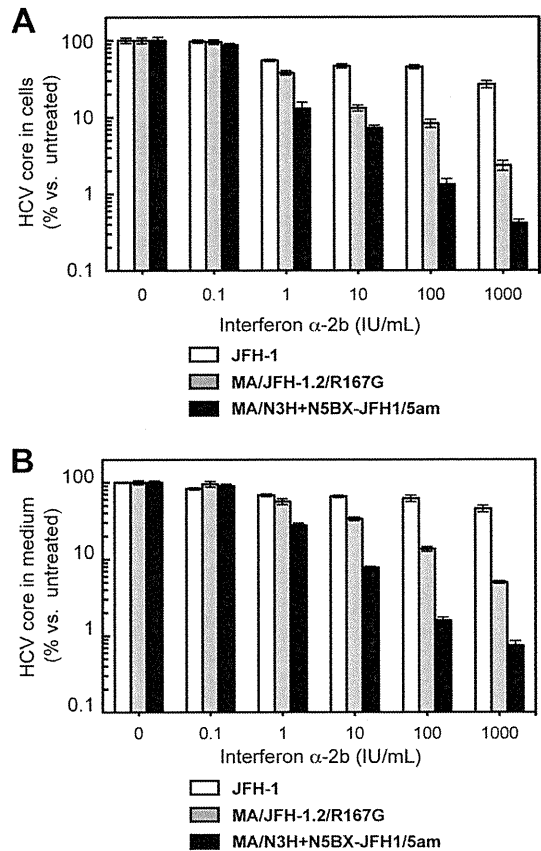 A
HCV core in cells
(% vs. untreated)
100
10
1
0.1
0 0.1 1 10 100 1000
Interferon α-2b (IU/mL)
JFH-1
MA/JFH-1.2/R167G
MA/N3H+N5BX-JFH1/5am
B
HCV core in medium
(% vs. untreated)
100
10
1
0.1
0 0.1 1 10 100 1000
Interferon α-2b (IU/mL)
JFH-1
MA/JFH-1.2/R167G
MA/N3H+N5BX-JFH1/5am